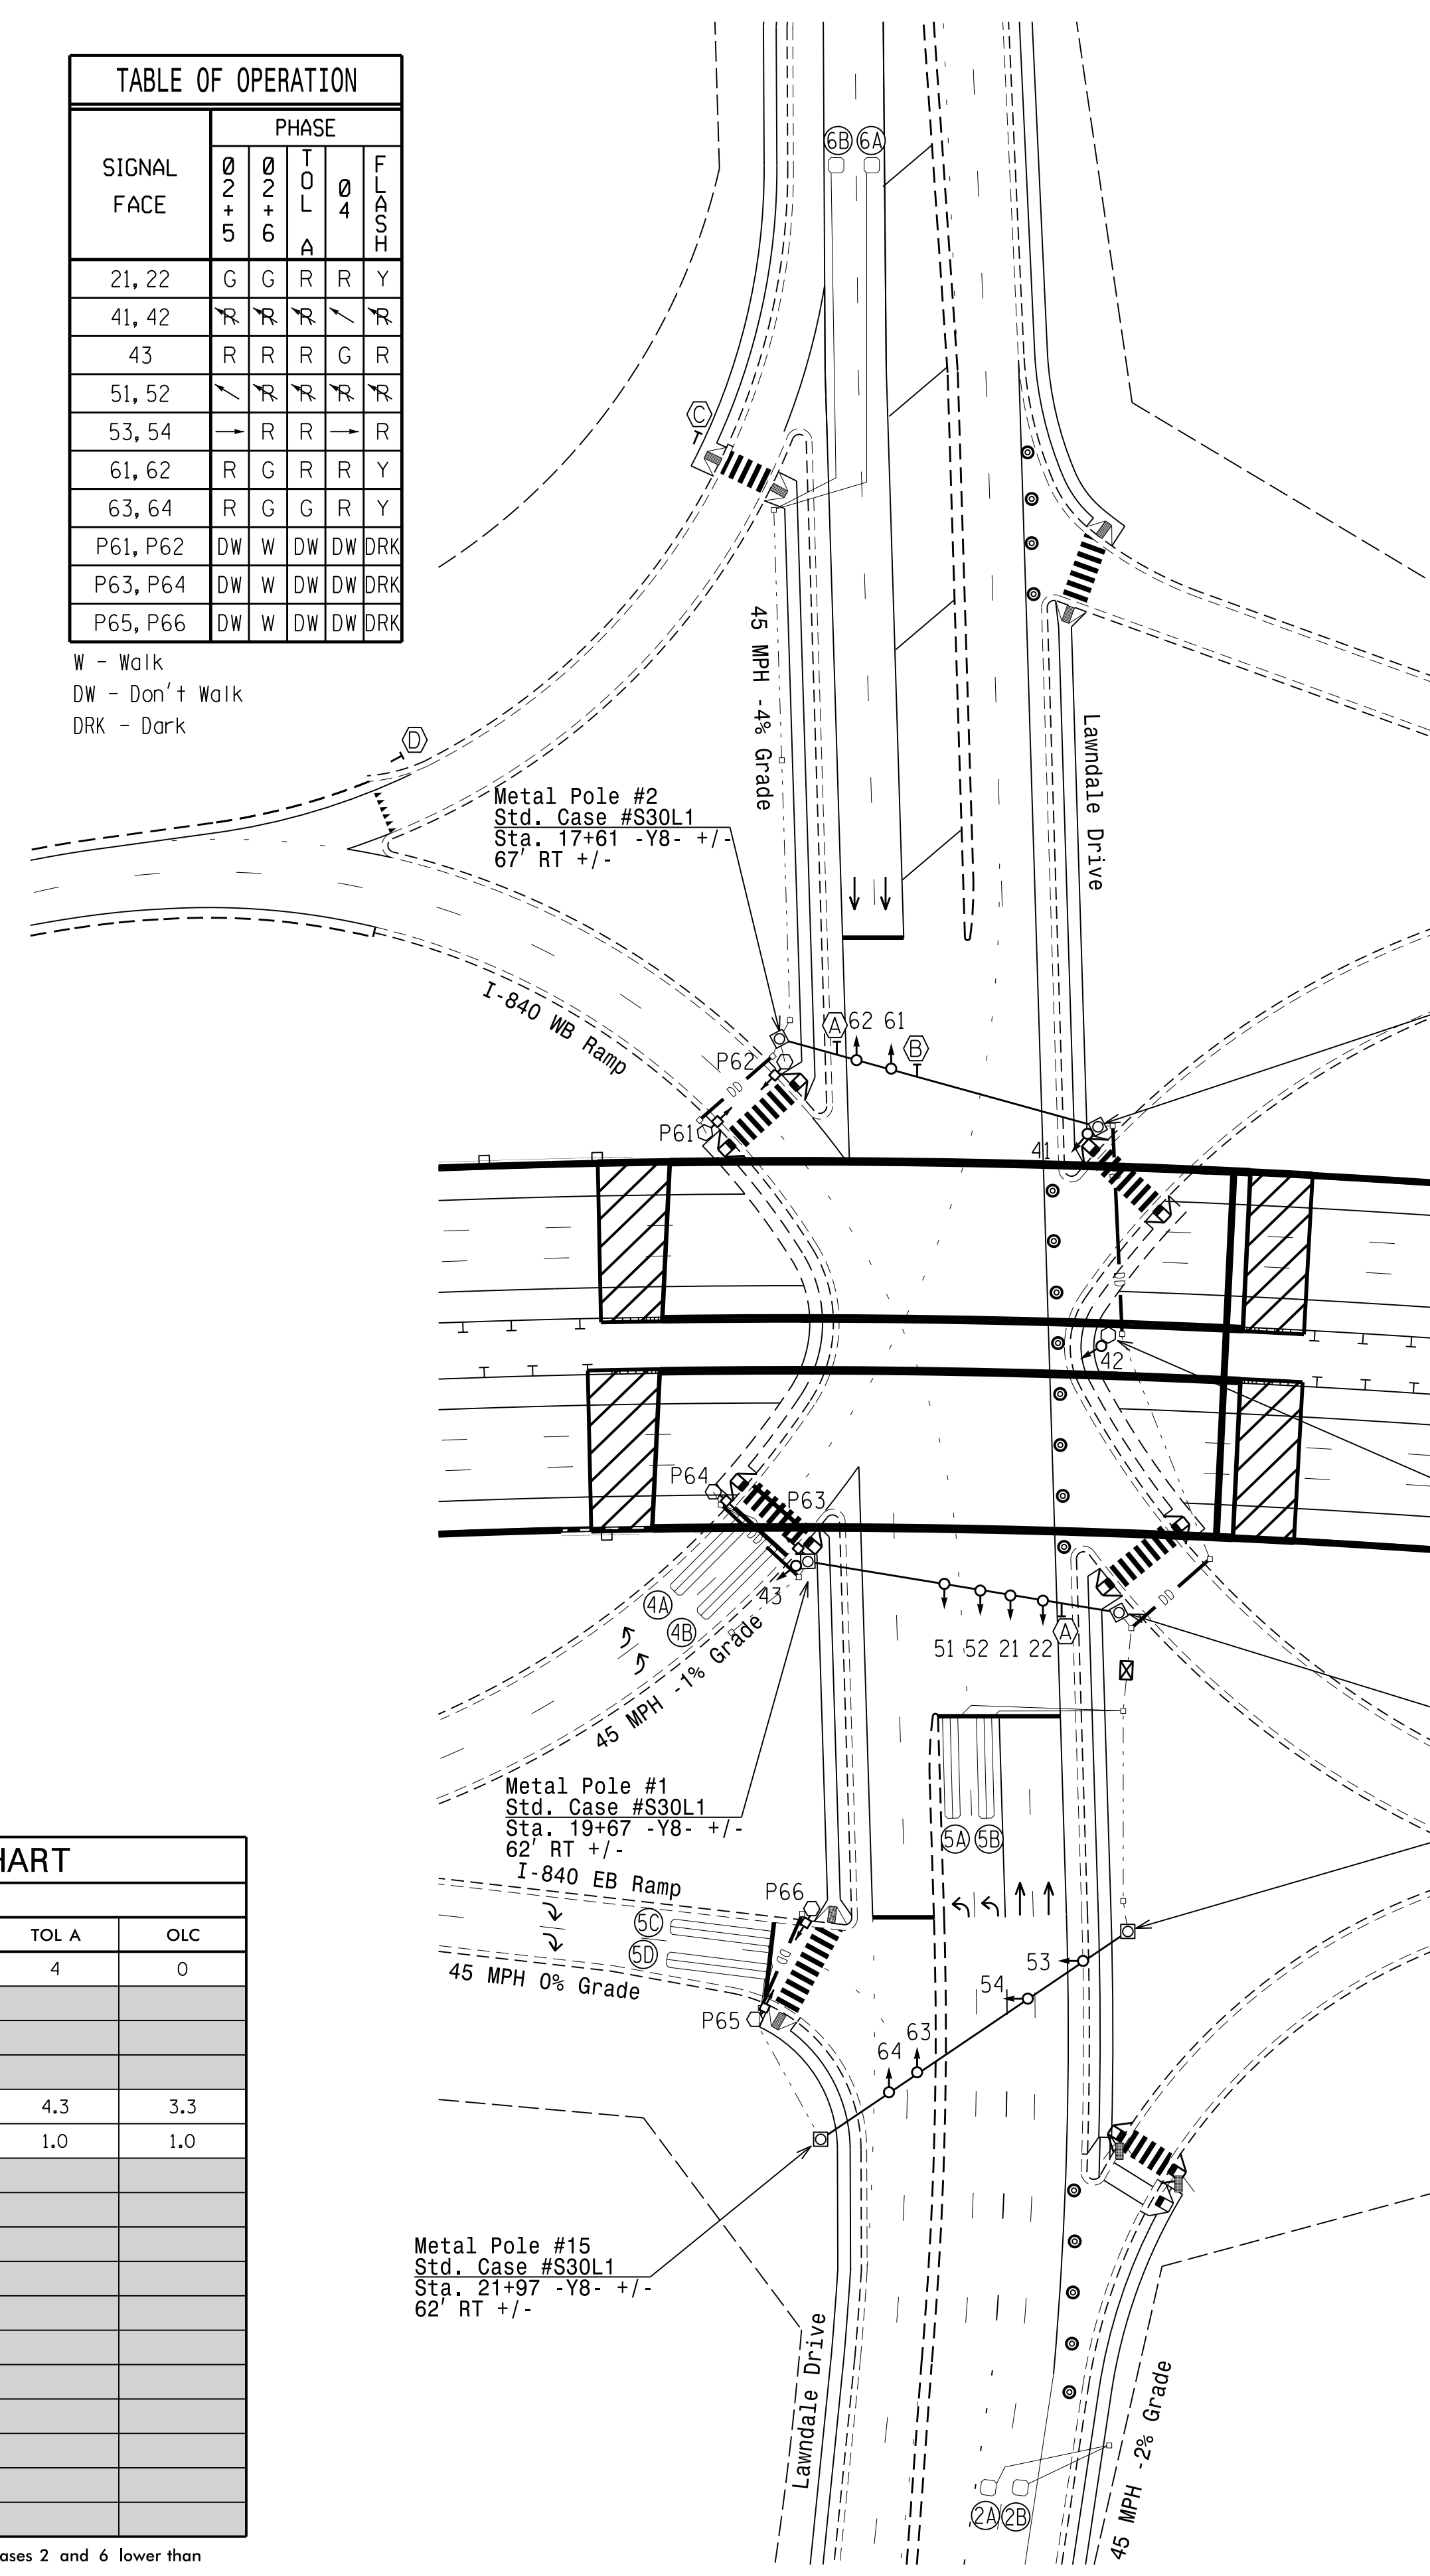 TABLE OF OPERATION
PHASE
SIGNAL FACE
Ø2+5 Ø2+6 TOL A Ø4 FLASH
21, 22 G G R R Y
41, 42 R R R R
43 R R R G R
51, 52 R R R R
53, 54 R R R
61, 62 R G R R Y
63, 64 R G G R Y
P61, P62 DW W DW DW DRK
P63, P64 DW W DW DW DRK
P65, P66 DW W DW DW DRK
W - Walk
DW - Don't Walk
DRK - Dark
6B 6A
C
45 MPH -4% Grade
Lawndale Drive
D
Metal Pole #2
Std. Case #S30L1
Sta. 17+61 -Y8- +/-
67' RT +/-
I-840 WB Ramp
A 62 61 B
P62
P61
41
42
P64
P63
43
4A
4B
45 MPH -1% Grade
51 52 21 22 A
Metal Pole #1
Std. Case #S30L1
Sta. 19+67 -Y8- +/-
62' RT +/-
5A 5B
I-840 EB Ramp
P66
5C
5D
45 MPH 0% Grade
P65
53
54
63
64
Metal Pole #15
Std. Case #S30L1
Sta. 21+97 -Y8- +/-
62' RT +/-
Lawndale Drive
45 MPH -2% Grade
2A 2B
HART
TOL A OLC
4 0
4.3 3.3
1.0 1.0
ases 2 and 6 lower than